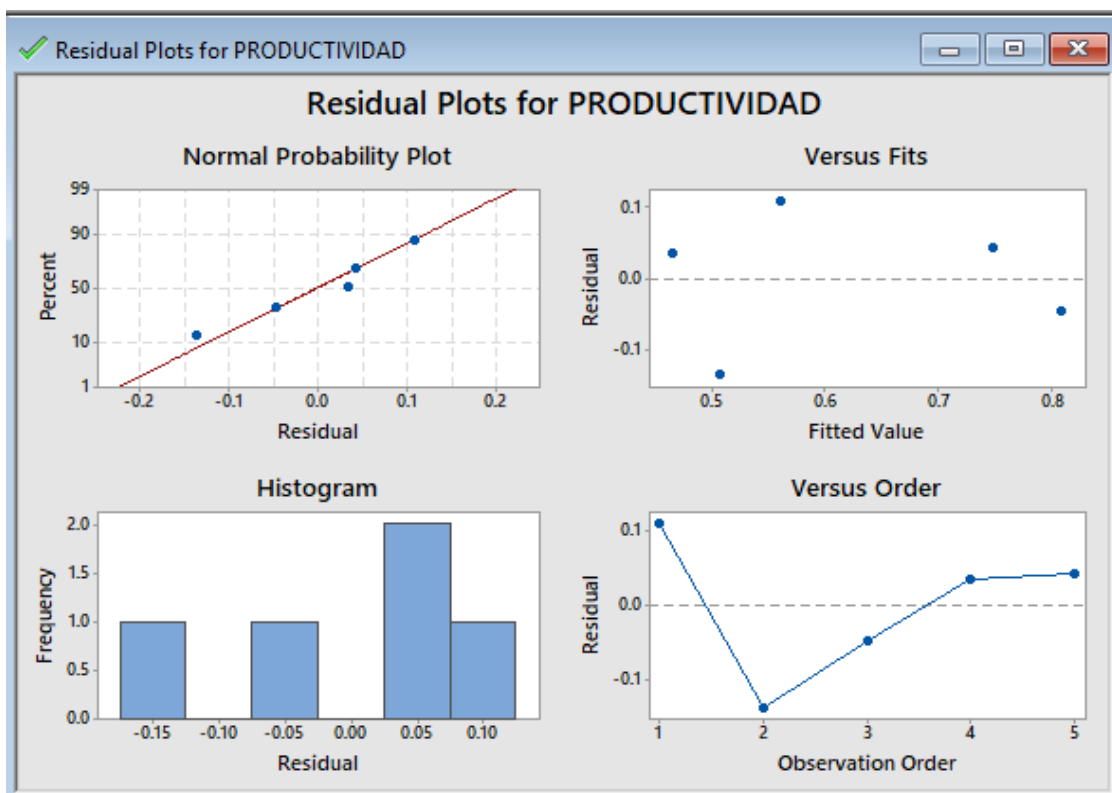 Residual Plots for PRODUCTIVIDAD
Residual Plots for PRODUCTIVIDAD
Normal Probability Plot
99
90
50
10
1
Percent
-0.2 -0.1 0.0 0.1 0.2
Residual
Versus Fits
0.1
0.0
-0.1
Residual
0.5 0.6 0.7 0.8
Fitted Value
Histogram
2.0
1.5
1.0
0.5
0.0
Frequency
-0.15 -0.10 -0.05 0.00 0.05 0.10
Residual
Versus Order
0.1
0.0
-0.1
Residual
1 2 3 4 5
Observation Order